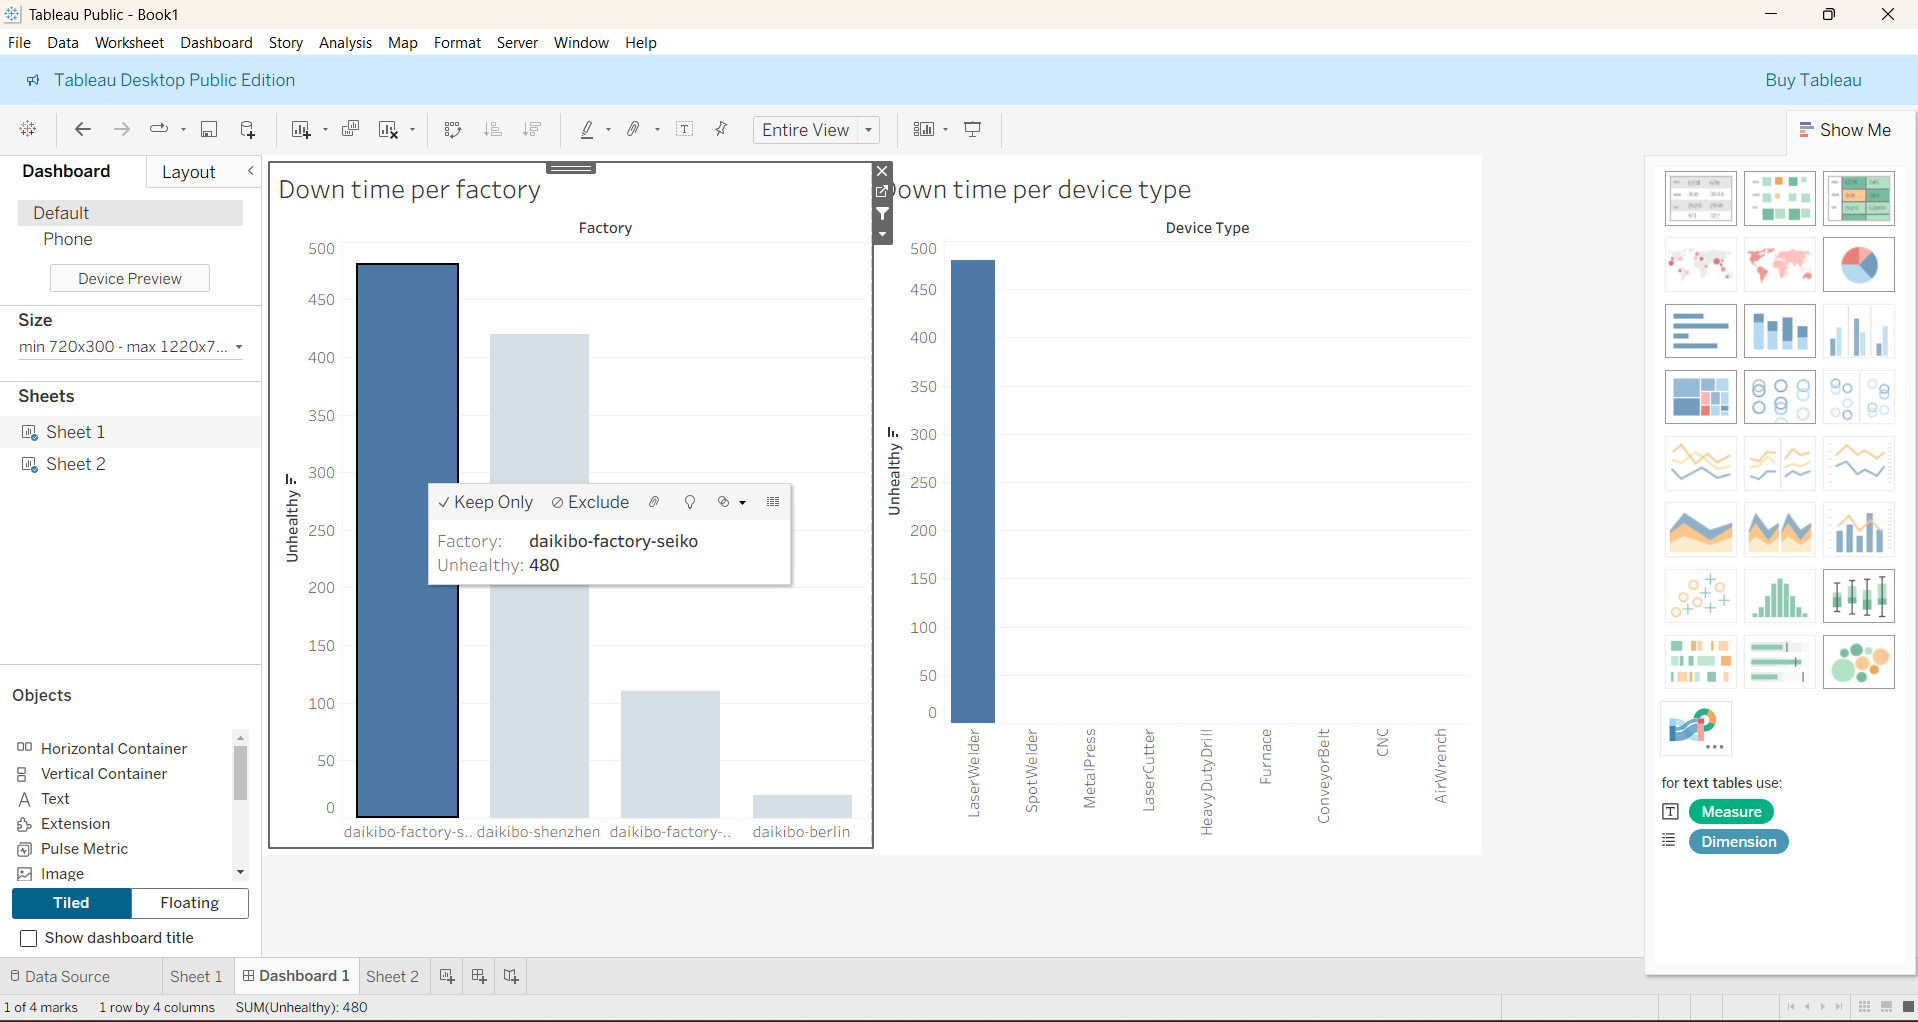 Tableau Public - Book1
File Data Worksheet Dashboard Story Analysis Map Format Server Window Help
Tableau Desktop Public Edition
Buy Tableau
Entire View
Show Me
Dashboard
Layout
Default
Phone
Device Preview
Size
min 720x300 - max 1220x7...
Sheets
Sheet 1
Sheet 2
Objects
Horizontal Container
Vertical Container
Text
Extension
Pulse Metric
Image
Tiled
Floating
Show dashboard title
Down time per factory
Factory
500
450
400
350
300
250
200
150
100
50
0
Unhealthy
daikibo-factory-s.. daikibo-shenzhen daikibo-factory-.. daikibo-berlin
Keep Only
Exclude
Factory: daikibo-factory-seiko
Unhealthy: 480
own time per device type
Device Type
500
450
400
350
300
250
200
150
100
50
0
Unhealthy
LaserWelder
SpotWelder
MetalPress
LaserCutter
HeavyDutyDrill
Furnace
ConveyorBelt
CNC
AirWrench
for text tables use:
Measure
Dimension
Data Source
Sheet 1
Dashboard 1
Sheet 2
1 of 4 marks 1 row by 4 columns SUM(Unhealthy): 480